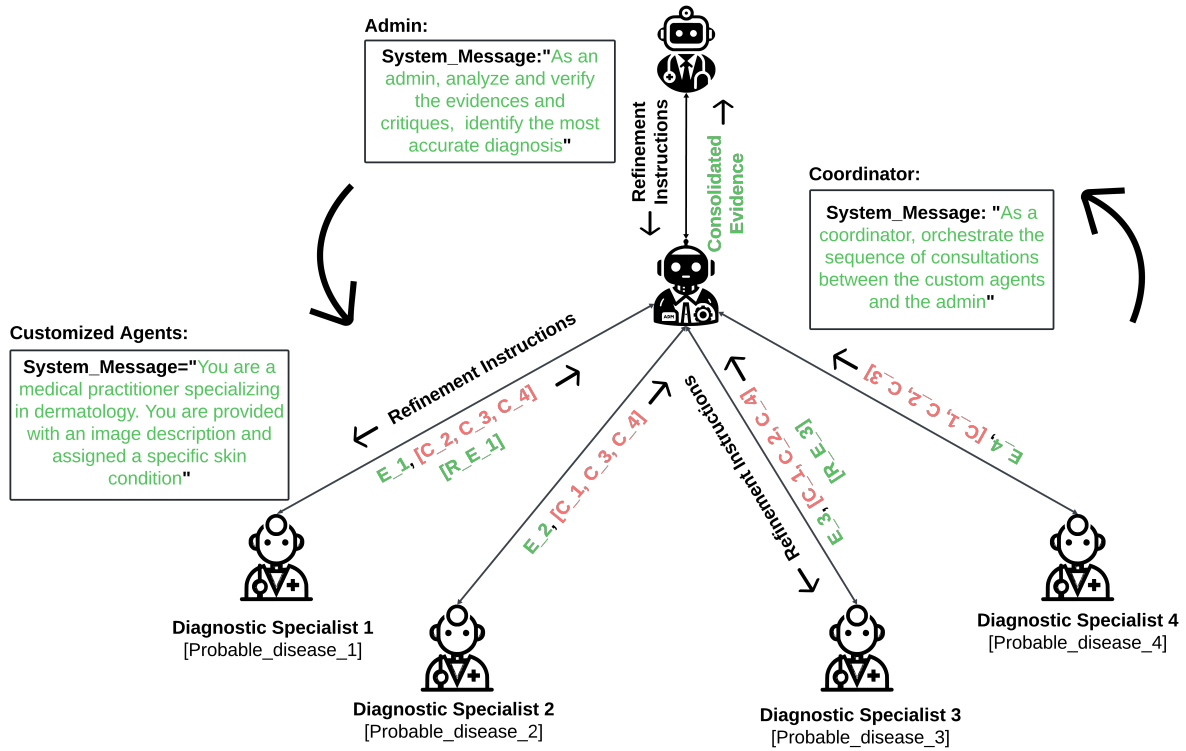 Admin:
System_Message:"As an
admin, analyze and verify
the evidences and
critiques, identify the most
accurate diagnosis"
Refinement
Instructions
Consolidated
Evidence
Coordinator:
System_Message: "As a
coordinator, orchestrate the
sequence of consultations
between the custom agents
and the admin"
ADM
Customized Agents:
System_Message="You are a
medical practitioner specializing
in dermatology. You are provided
with an image description and
assigned a specific skin
condition"
Refinement Instructions
E_1, [C_2, C_3, C_4]
[R_E_1]
E_2, [C_1, C_3, C_4]
Refinement Instructions
E_3, [C_1, C_2, C_4]
[R_E_3]
E_4, [C_1, C_2, C_3]
Diagnostic Specialist 1
[Probable_disease_1]
Diagnostic Specialist 2
[Probable_disease_2]
Diagnostic Specialist 3
[Probable_disease_3]
Diagnostic Specialist 4
[Probable_disease_4]